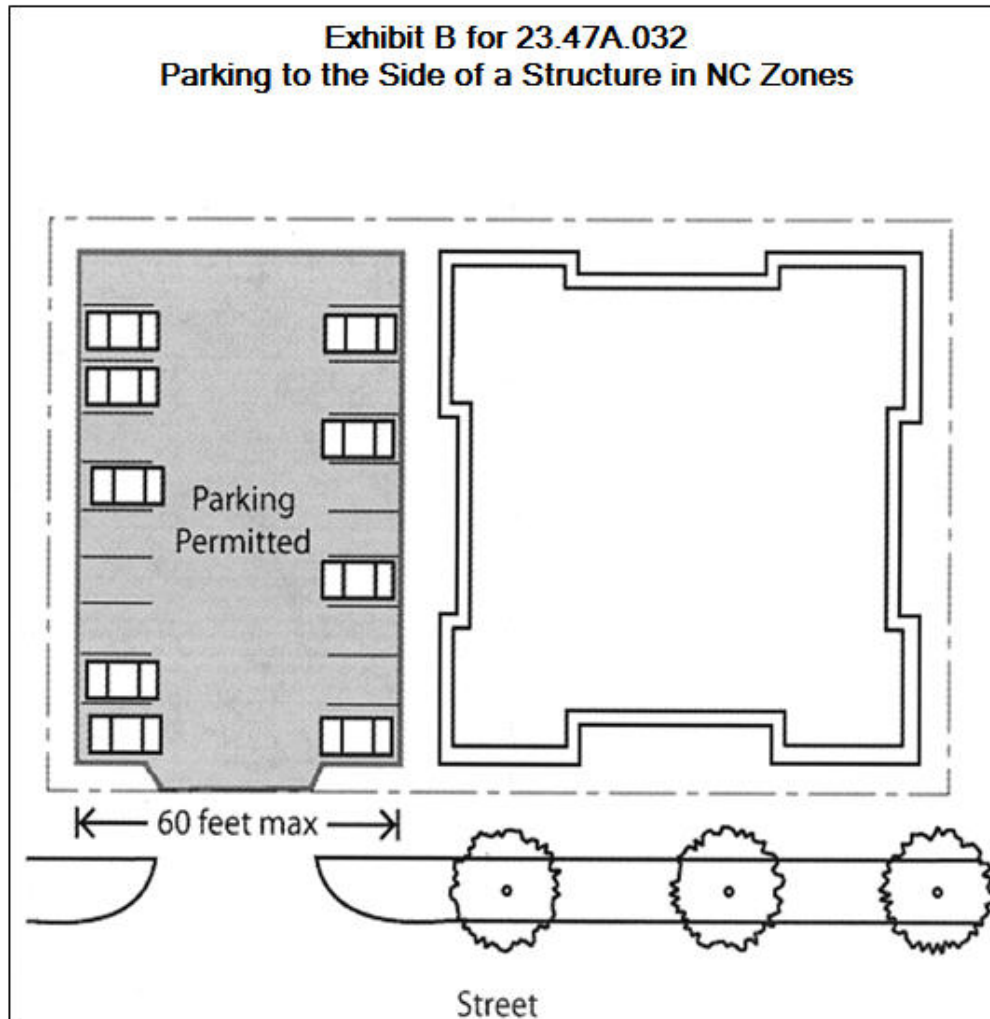 Exhibit B for 23.47A.032
Parking to the Side of a Structure in NC Zones
Parking
Permitted
60 feet max
Street